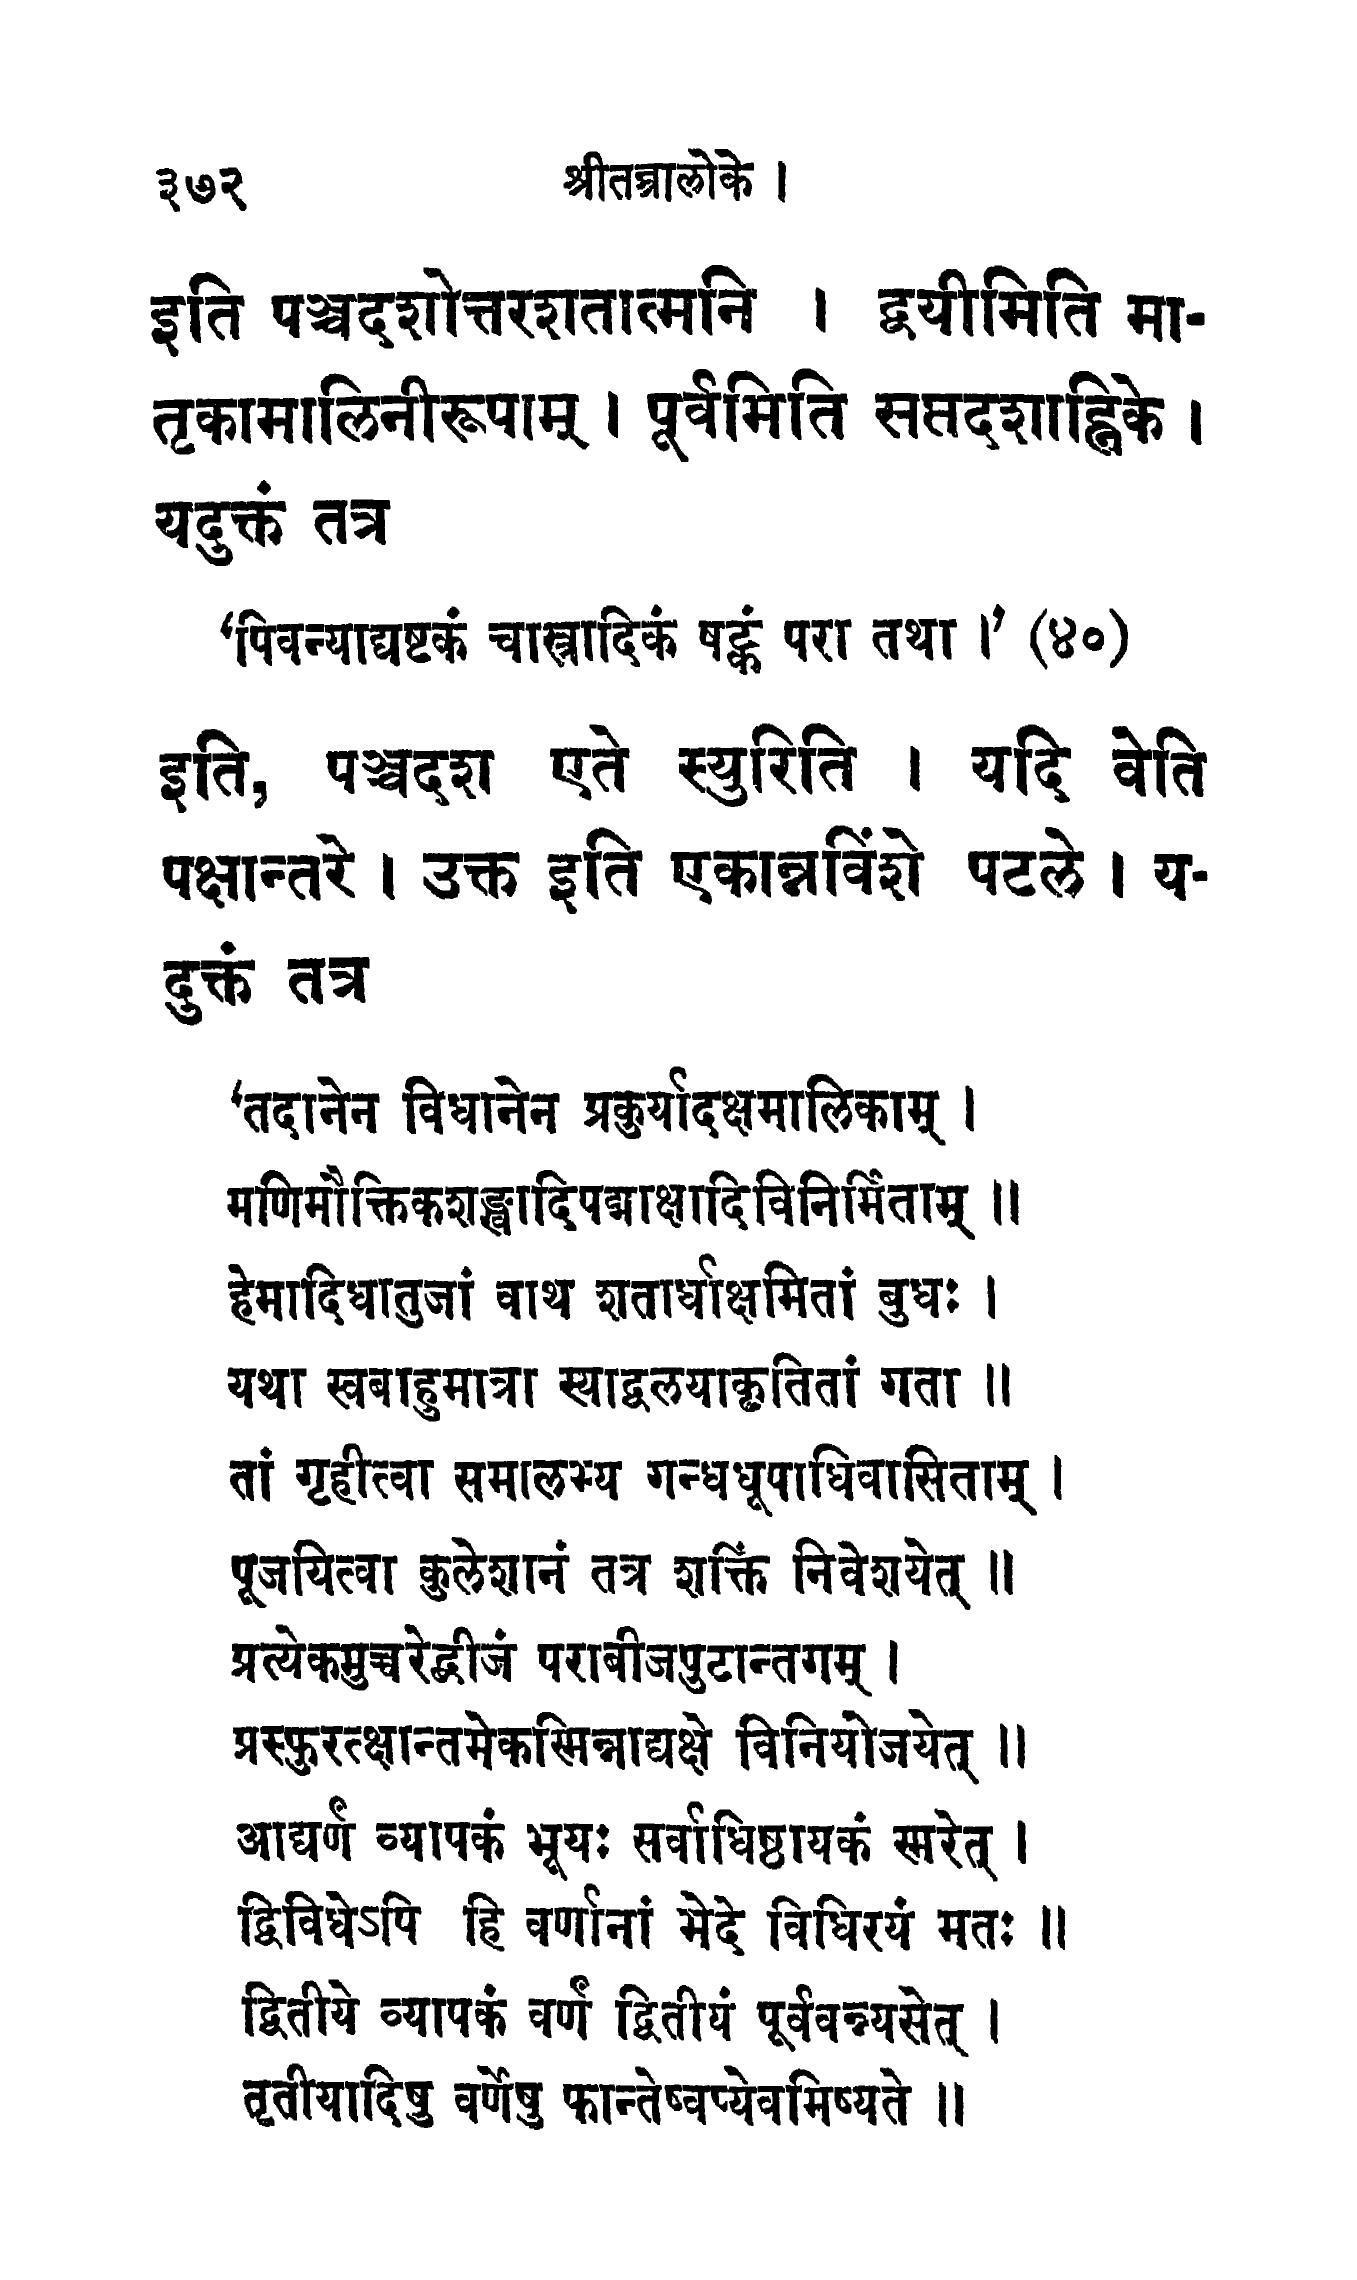 ३७२ श्रीतन्त्रालोके ।
इति पञ्चदशोत्तरशतात्मनि । द्वयीमिति मा-
तृकामालिनीरूपाम् । पूर्वमिति सप्तदशाह्निके ।
यदुक्तं तत्र
‘पिवन्याद्यष्टकं चास्त्रादिकं षट्कं परा तथा ।’ (४०)
इति, पञ्चदश एते स्युरिति । यदि वेति
पक्षान्तरे । उक्त इति एकान्नविंशे पटले । य-
दुक्तं तत्र
‘तदानेन विधानेन प्रकुर्यादक्षमालिकाम् ।
मणिमौक्तिकशङ्खादिपद्माक्षादिविनिर्मिताम् ॥
हेमादिधातुजां वाथ शतार्धाक्षमितां बुधः ।
यथा स्वबाहुमात्रा स्याद्वलयाकृतितां गता ॥
तां गृहीत्वा समालभ्य गन्धधूपाधिवासिताम् ।
पूजयित्वा कुलेशानं तत्र शक्तिं निवेशयेत् ॥
प्रत्येकमुच्चरेद्बीजं पराबीजपुटान्तगम् ।
प्रस्फुरत्क्षान्तमेकस्मिन्नाद्यक्षे विनियोजयेत् ॥
आद्यर्णं व्यापकं भूयः सर्वाधिष्ठायकं स्मरेत् ।
द्विविधेऽपि हि वर्णानां भेदे विधिरयं मतः ॥
द्वितीये व्यापकं वर्णं द्वितीयं पूर्ववन्न्यसेत् ।
तृतीयादिषु वर्णेषु फान्तेष्वप्येवमिष्यते ॥